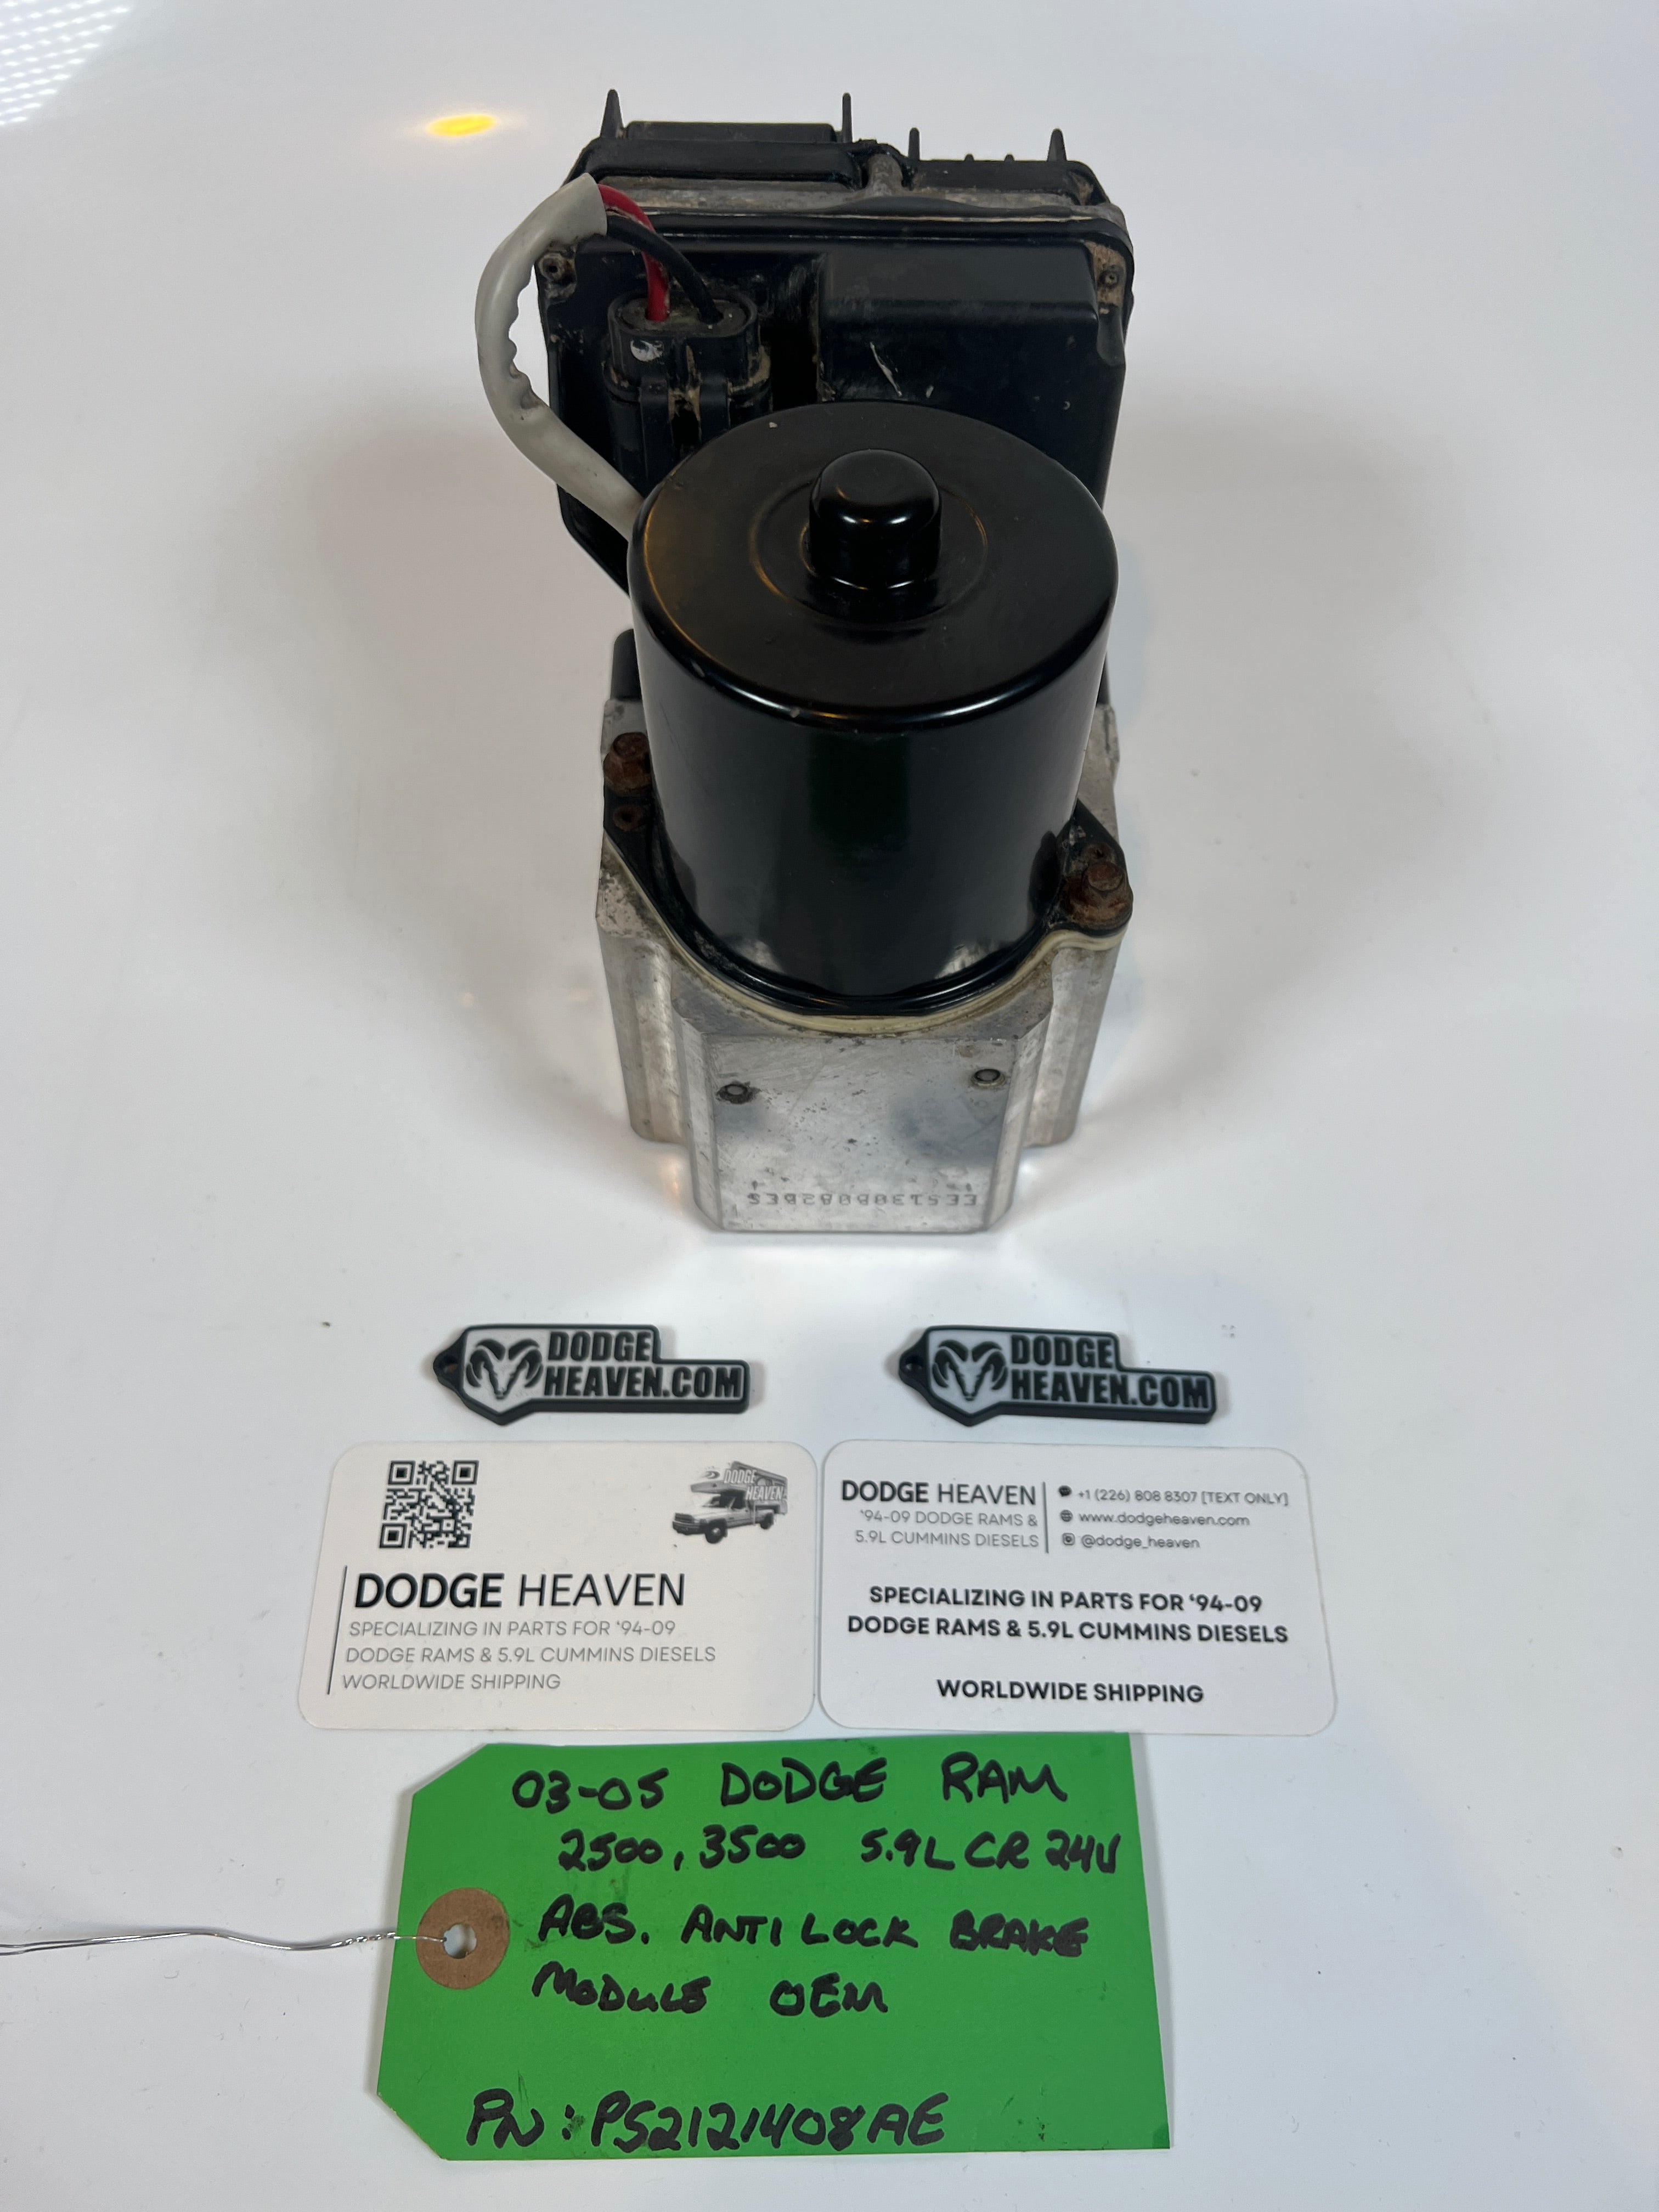 DODGE
HEAVEN.COM
DODGE
HEAVEN.COM
DODGE
HEAVEN
DODGE HEAVEN
SPECIALIZING IN PARTS FOR '94-09
DODGE RAMS & 5.9L CUMMINS DIESELS
WORLDWIDE SHIPPING
DODGE HEAVEN
'94-09 DODGE RAMS &
5.9L CUMMINS DIESELS
+1 (226) 808 8307 [TEXT ONLY]
www.dodgeheaven.com
@dodge_heaven
SPECIALIZING IN PARTS FOR '94-09
DODGE RAMS & 5.9L CUMMINS DIESELS
WORLDWIDE SHIPPING
03-05 DODGE RAM
2500, 3500 5.9L CR 24V
ABS. ANTI LOCK BRAKE
MODULE OEM
PN: P52121408AE